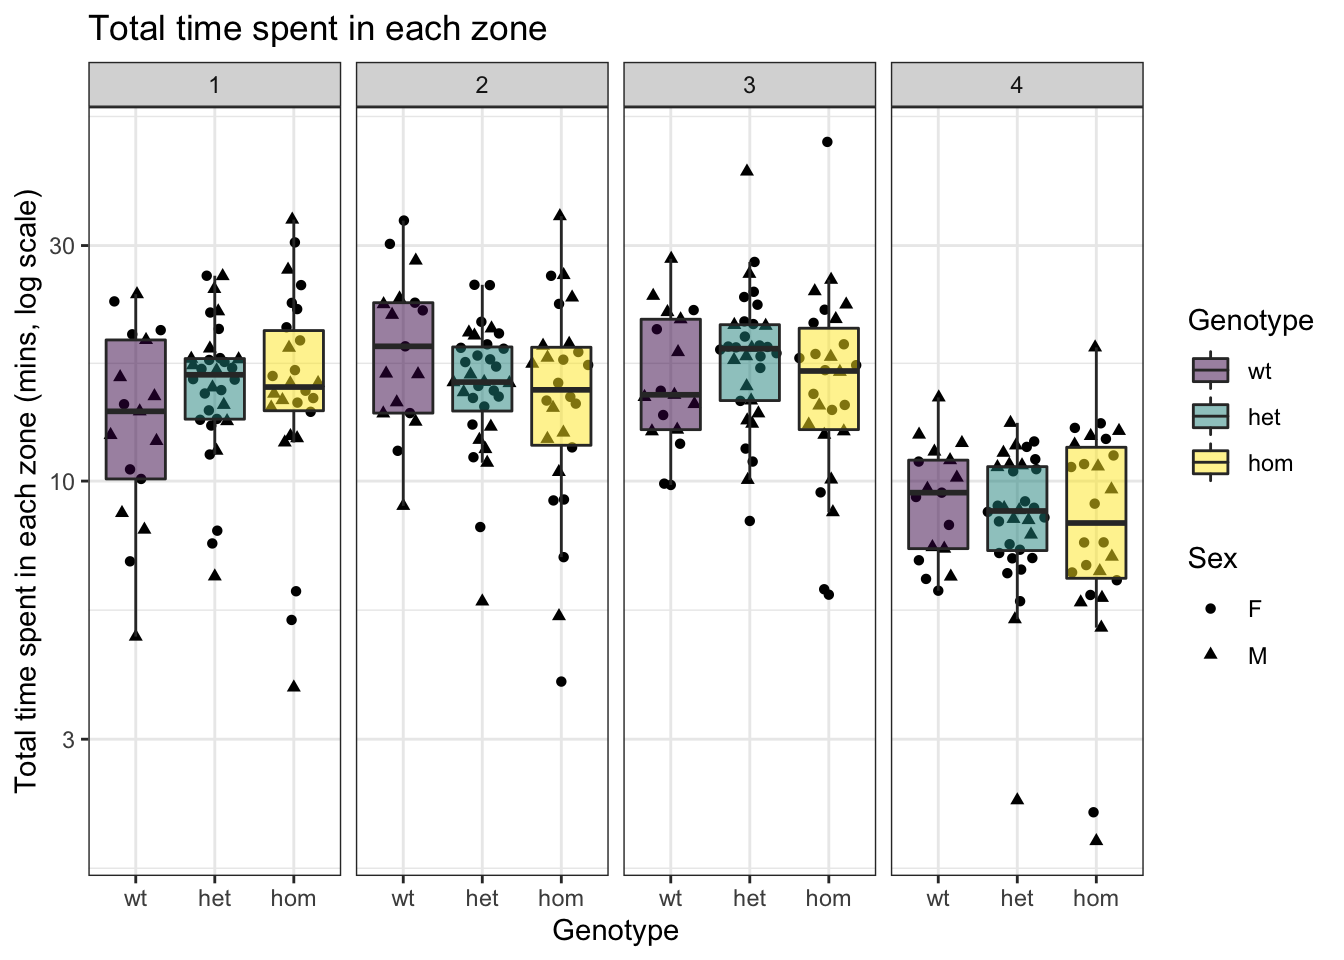 Total time spent in each zone
1 2 3 4
Total time spent in each zone (mins, log scale)
30
10
3
wt het hom wt het hom wt het hom wt het hom
Genotype
Genotype
wt
het
hom
Sex
F
M